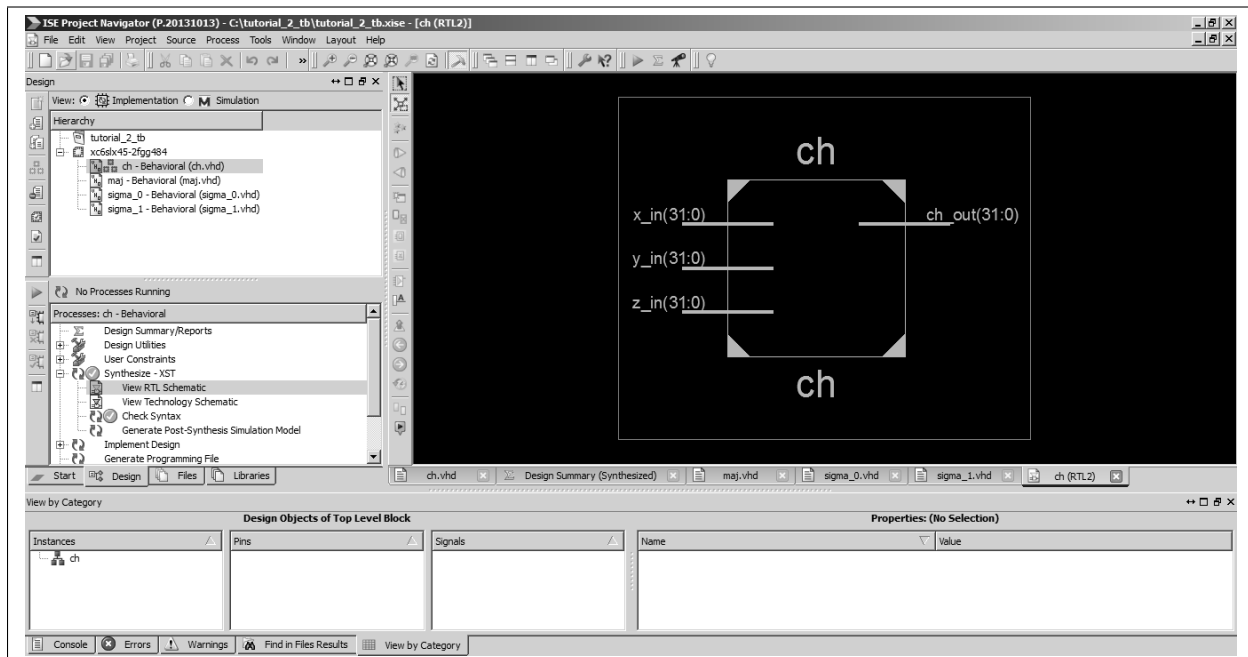 ISE Project Navigator (P.20131013) - C:\tutorial_2_tb\tutorial_2_tb.xise - [ch (RTL2)]
File Edit View Project Source Process Tools Window Layout Help
Design
View: Implementation Simulation
Hierarchy
tutorial_2_tb
xc6slx45-2fgg484
ch - Behavioral (ch.vhd)
maj - Behavioral (maj.vhd)
sigma_0 - Behavioral (sigma_0.vhd)
sigma_1 - Behavioral (sigma_1.vhd)
No Processes Running
Processes: ch - Behavioral
Design Summary/Reports
Design Utilities
User Constraints
Synthesize - XST
View RTL Schematic
View Technology Schematic
Check Syntax
Generate Post-Synthesis Simulation Model
Implement Design
Generate Programming File
Start Design Files Libraries
ch
x_in(31:0) ch_out(31:0)
y_in(31:0)
z_in(31:0)
ch
ch.vhd Design Summary (Synthesized) maj.vhd sigma_0.vhd sigma_1.vhd ch (RTL2)
View by Category
Design Objects of Top Level Block Properties: (No Selection)
Instances Pins Signals Name Value
ch
Console Errors Warnings Find in Files Results View by Category